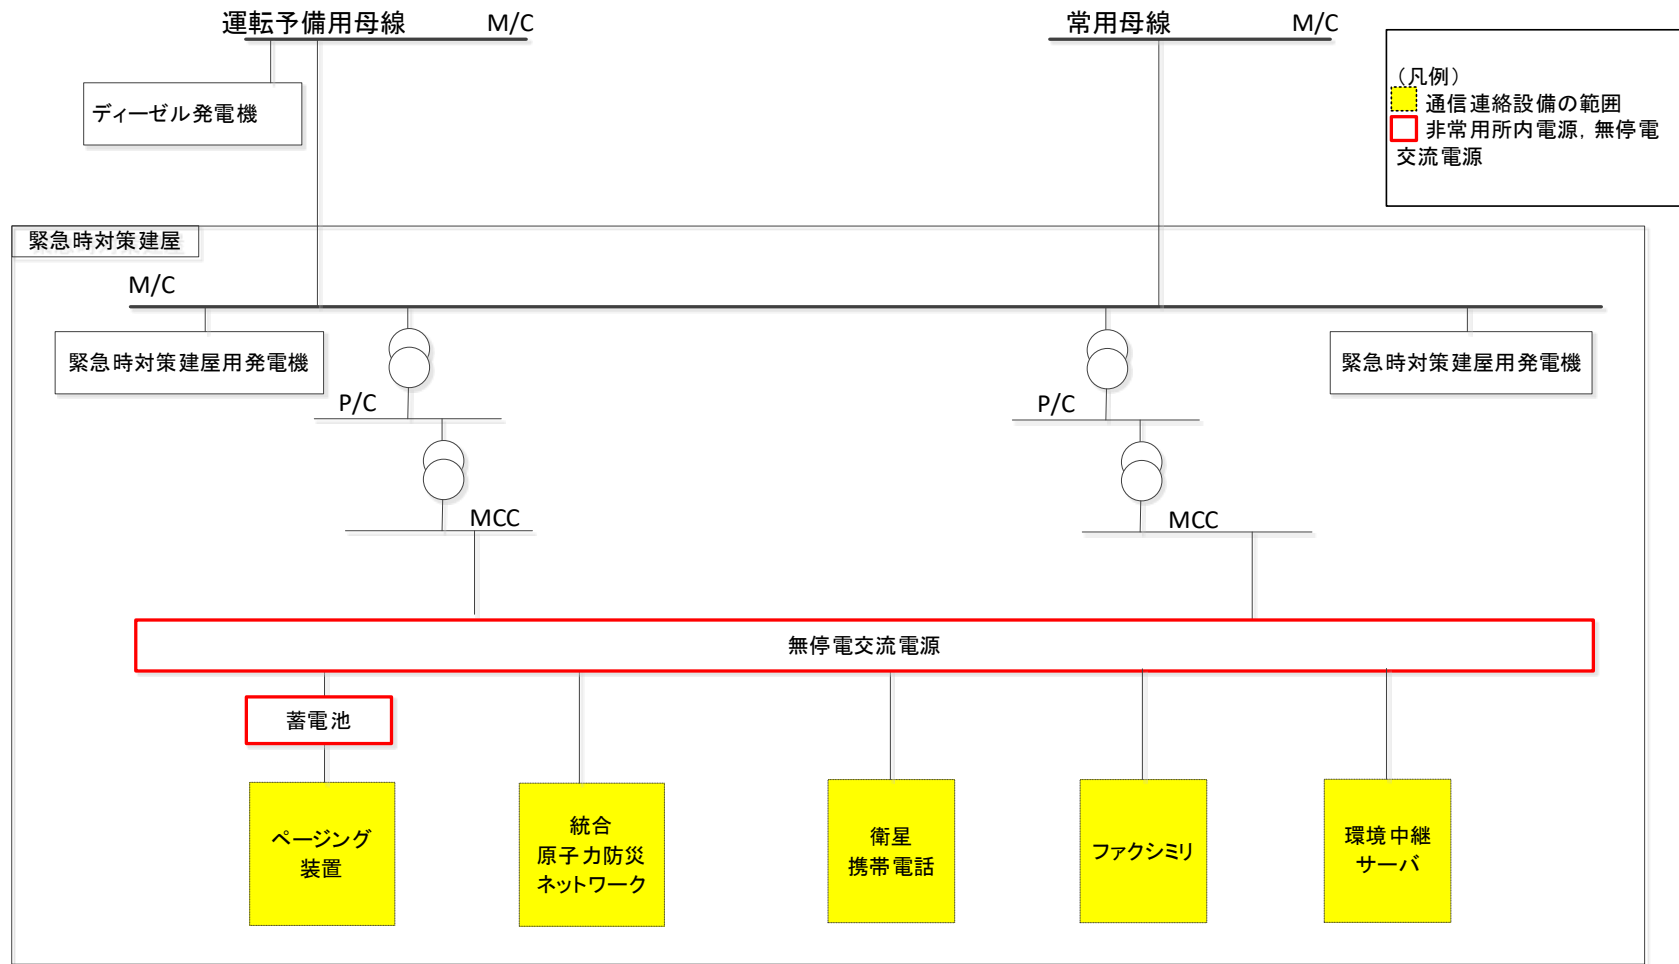 運転予備用母線 M/C
常用母線 M/C
(凡例)
通信連絡設備の範囲
非常用所内電源, 無停電
交流電源
ディーゼル発電機
緊急時対策建屋
M/C
緊急時対策建屋用発電機
緊急時対策建屋用発電機
P/C
P/C
MCC
MCC
無停電交流電源
蓄電池
ページング
装置
統合
原子力防災
ネットワーク
衛星
携帯電話
ファクシミリ
環境中継
サーバ